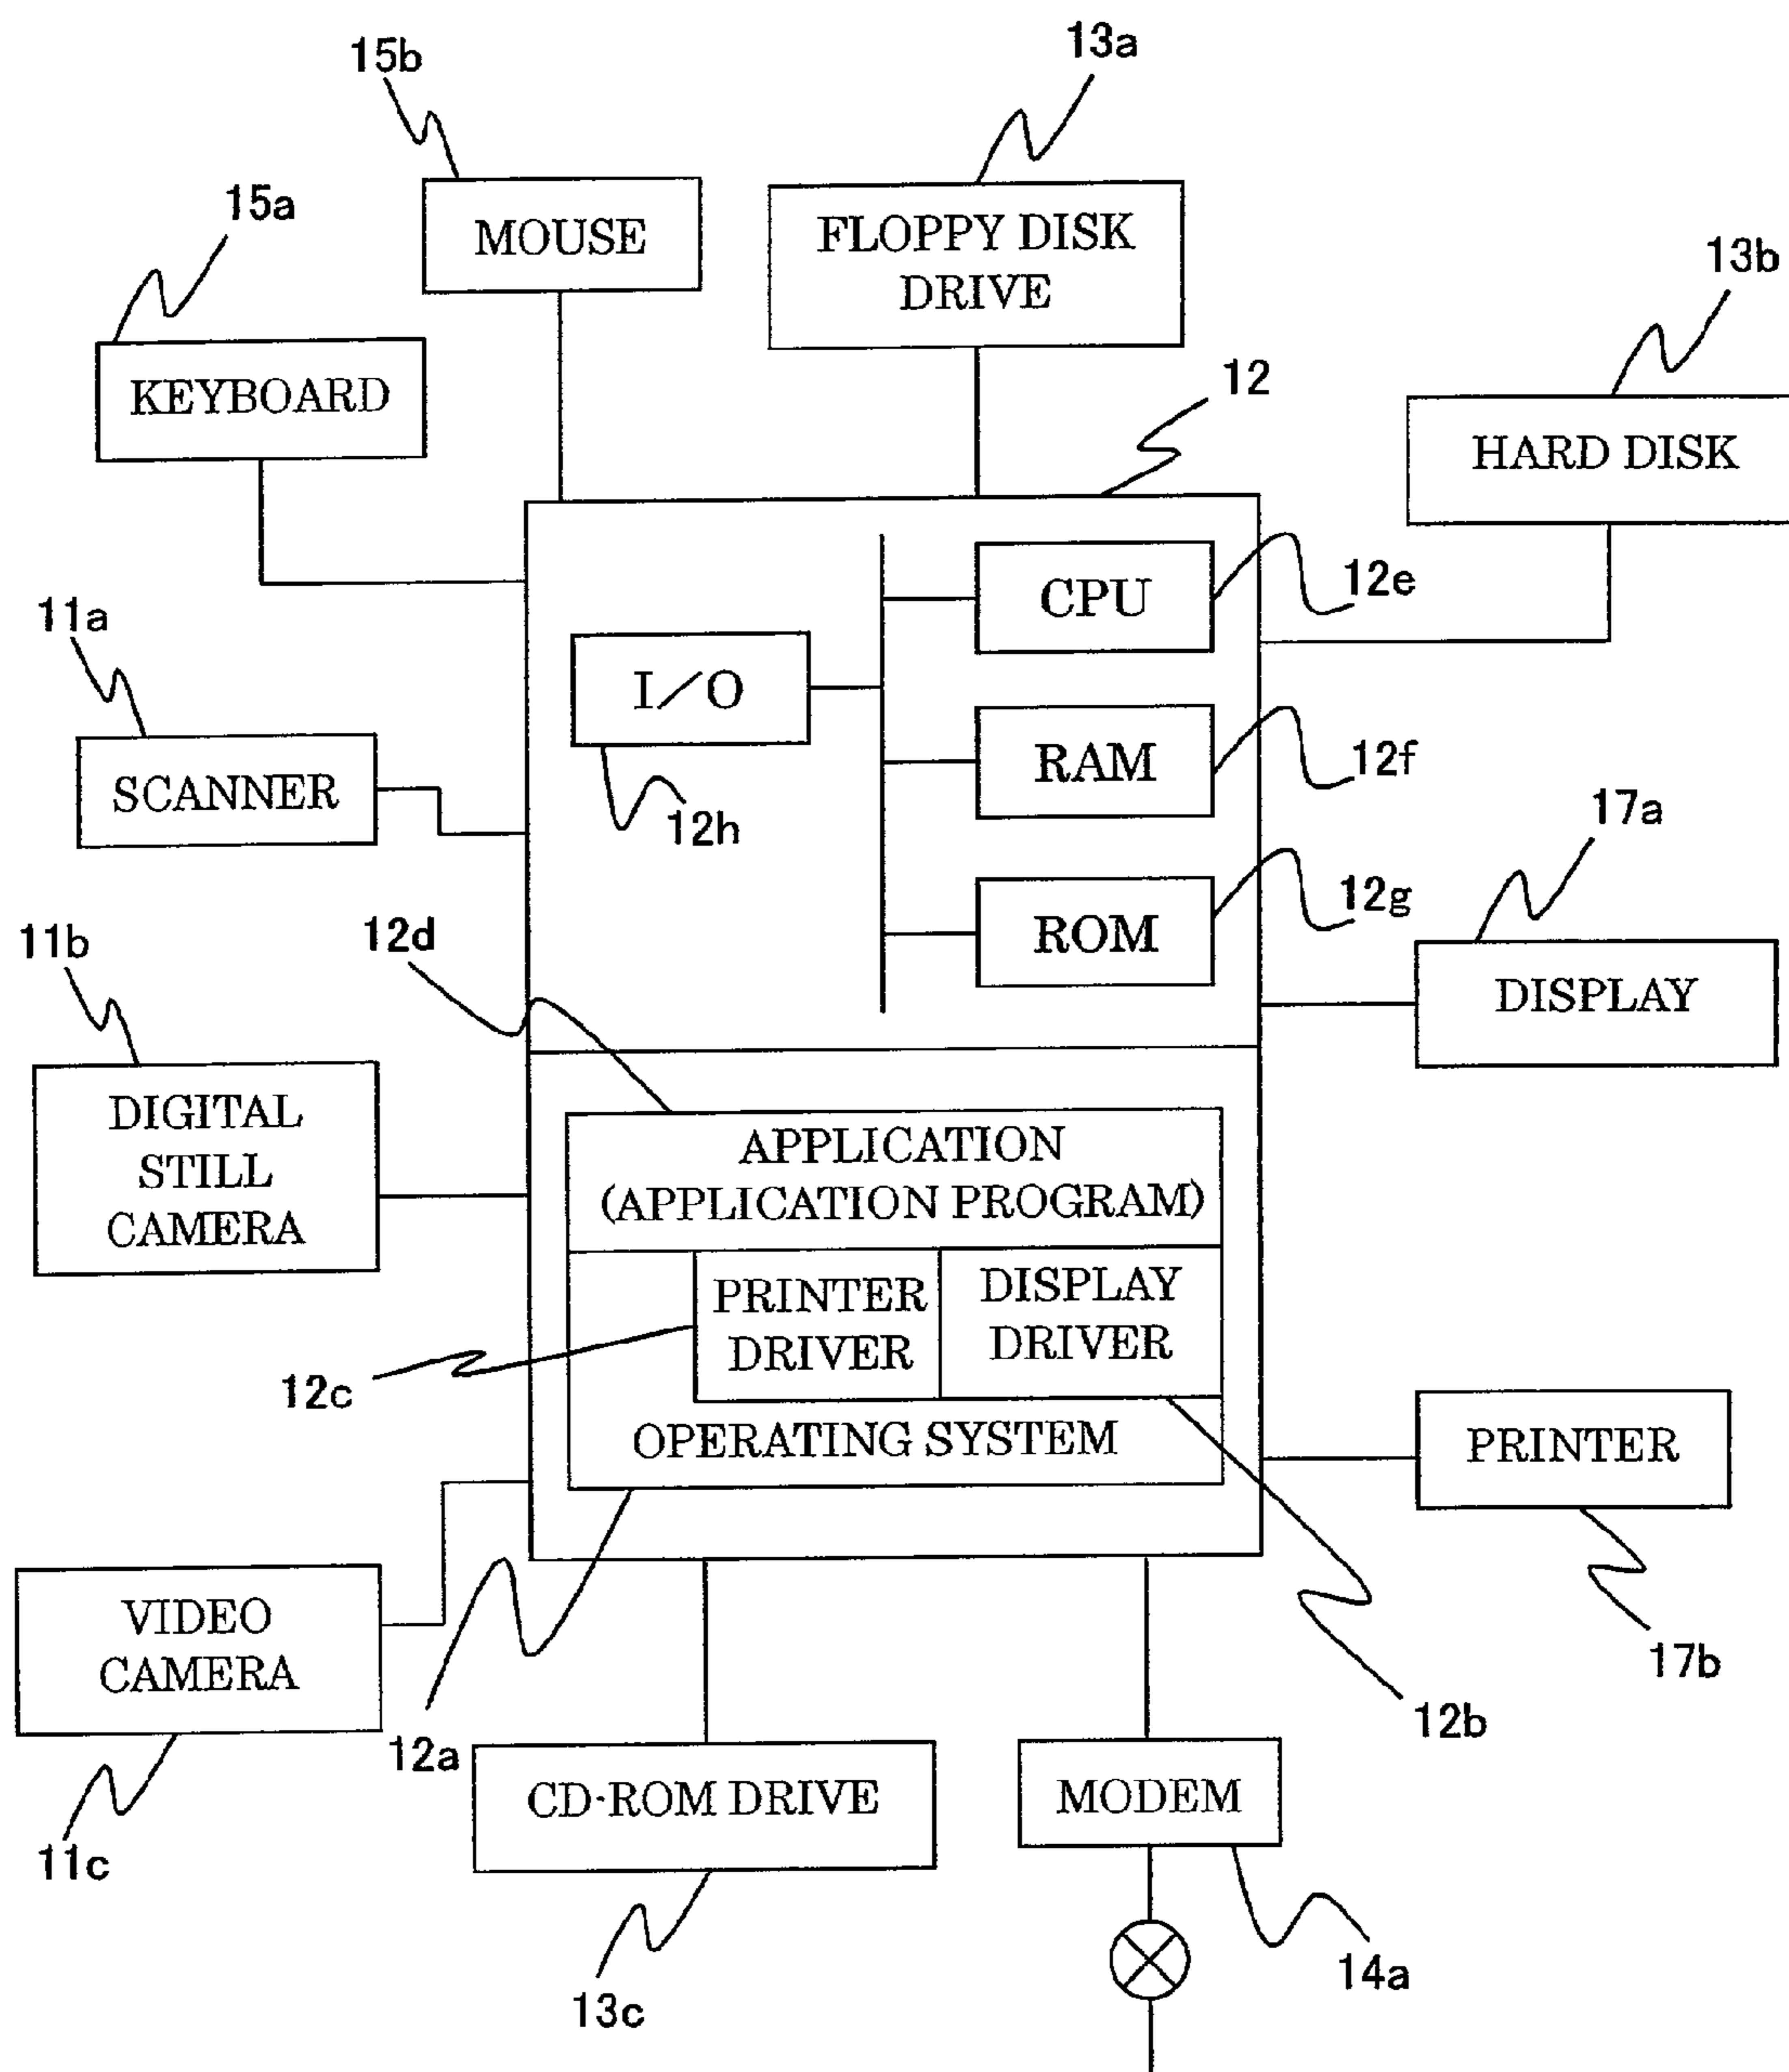 13a
15b
15a
MOUSE
FLOPPY DISK
DRIVE
13b
KEYBOARD
12
HARD DISK
CPU
12e
11a
I/O
RAM
12f
SCANNER
12h
17a
12g
ROM
12d
11b
DISPLAY
DIGITAL
STILL
CAMERA
APPLICATION
(APPLICATION PROGRAM)
PRINTER
DRIVER
DISPLAY
DRIVER
12c
OPERATING SYSTEM
PRINTER
VIDEO
CAMERA
17b
12b
12a
CD-ROM DRIVE
MODEM
11c
14a
13c